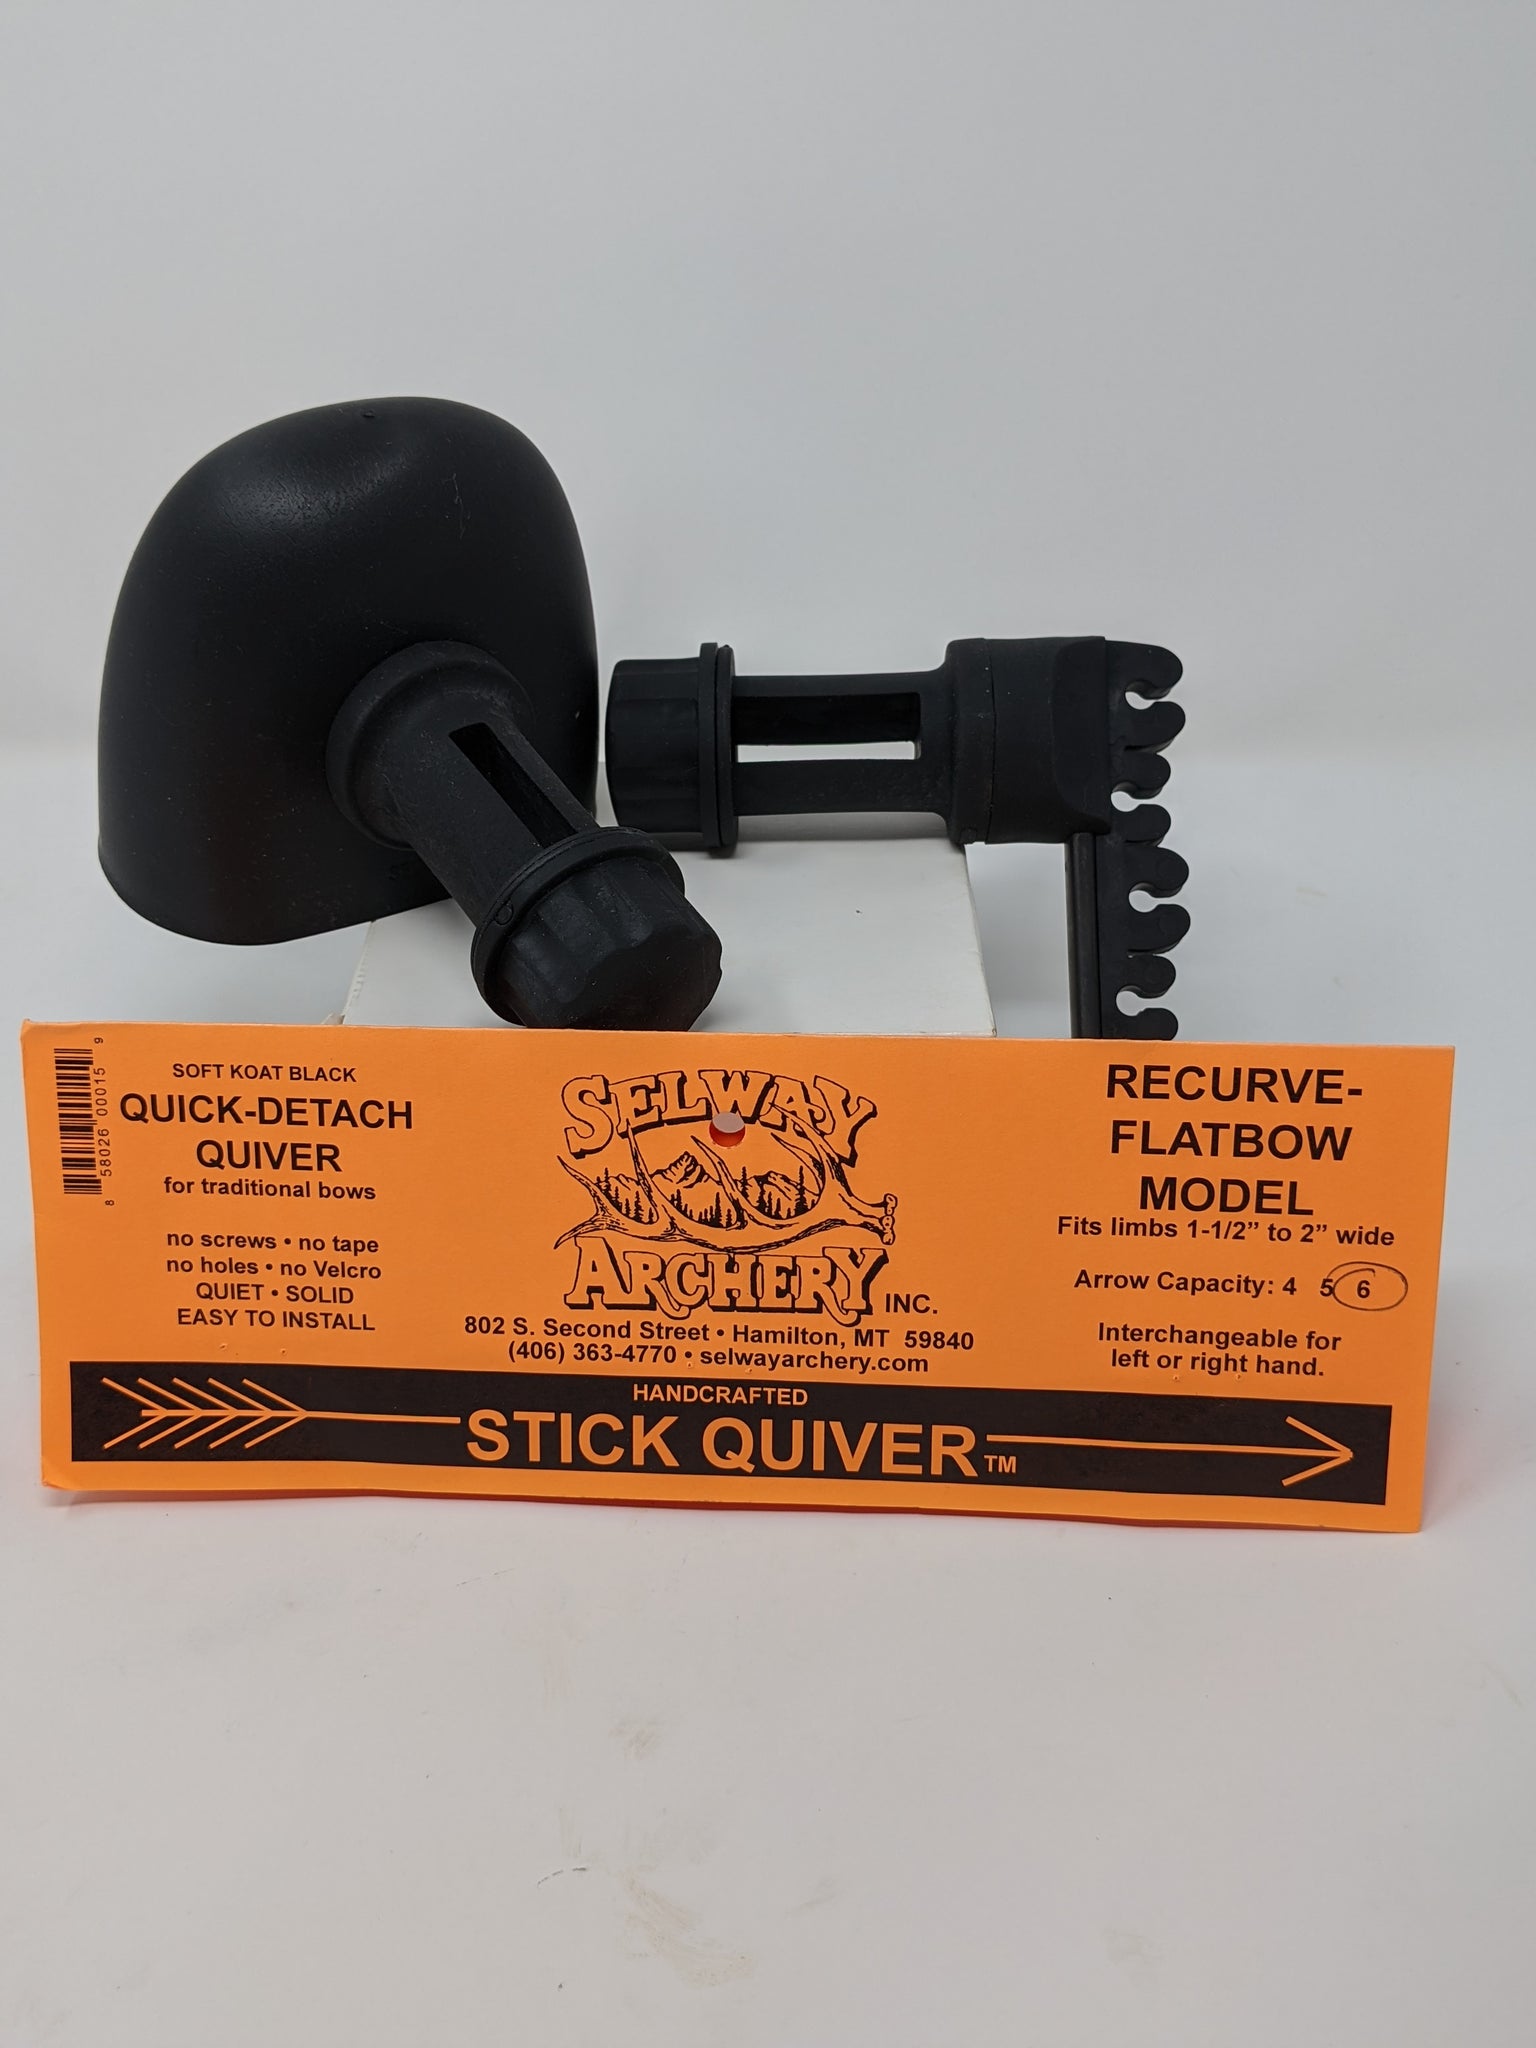 8 58026 00015 9
SOFT KOAT BLACK
QUICK-DETACH
QUIVER
for traditional bows
no screws • no tape
no holes • no Velcro
QUIET • SOLID
EASY TO INSTALL
SELWAY
ARCHERY INC.
802 S. Second Street • Hamilton, MT 59840
(406) 363-4770 • selwayarchery.com
RECURVE-
FLATBOW
MODEL
Fits limbs 1-1/2” to 2” wide
Arrow Capacity: 4 5 6
Interchangeable for
left or right hand.
HANDCRAFTED
STICK QUIVER™